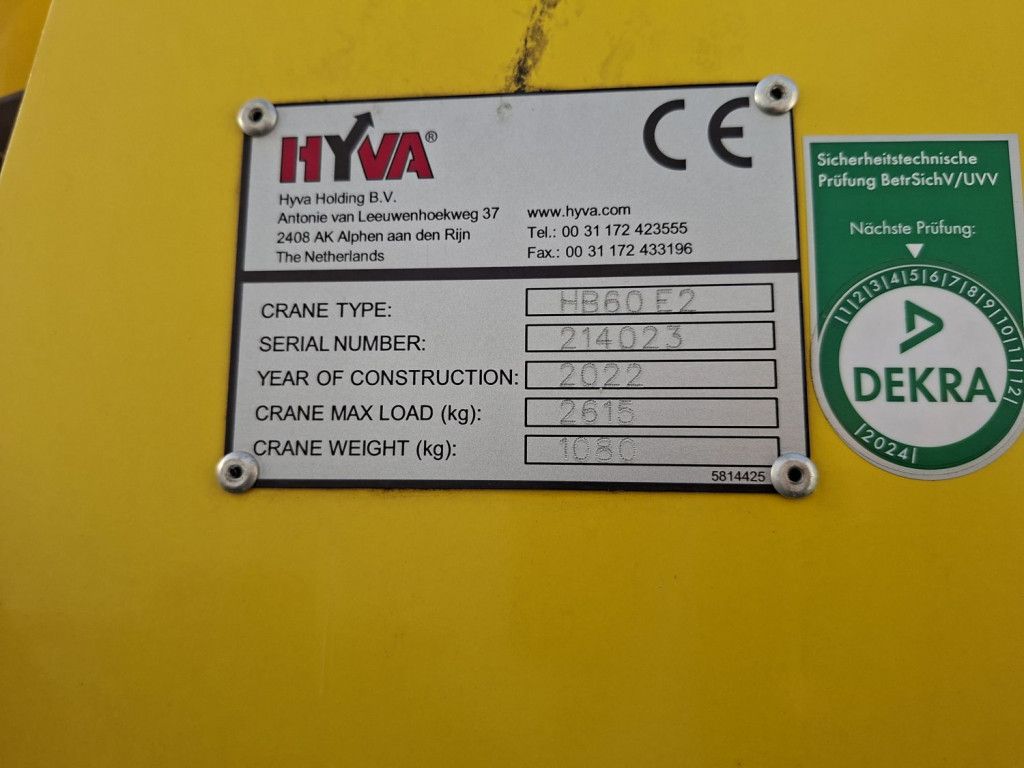 HYVA®
CE
Hyva Holding B.V.
Antonie van Leeuwenhoekweg 37
2408 AK Alphen aan den Rijn
The Netherlands
www.hyva.com
Tel.: 00 31 172 423555
Fax.: 00 31 172 433196
CRANE TYPE: HB60 E2
SERIAL NUMBER: 214023
YEAR OF CONSTRUCTION: 2022
CRANE MAX LOAD (kg): 2615
CRANE WEIGHT (kg): 1080
5814425
Sicherheitstechnische
Prüfung BetrSichV/UVV
Nächste Prüfung:
|1|2|3|4|5|6|7|8|9|10|11|12|
DEKRA
|2024|